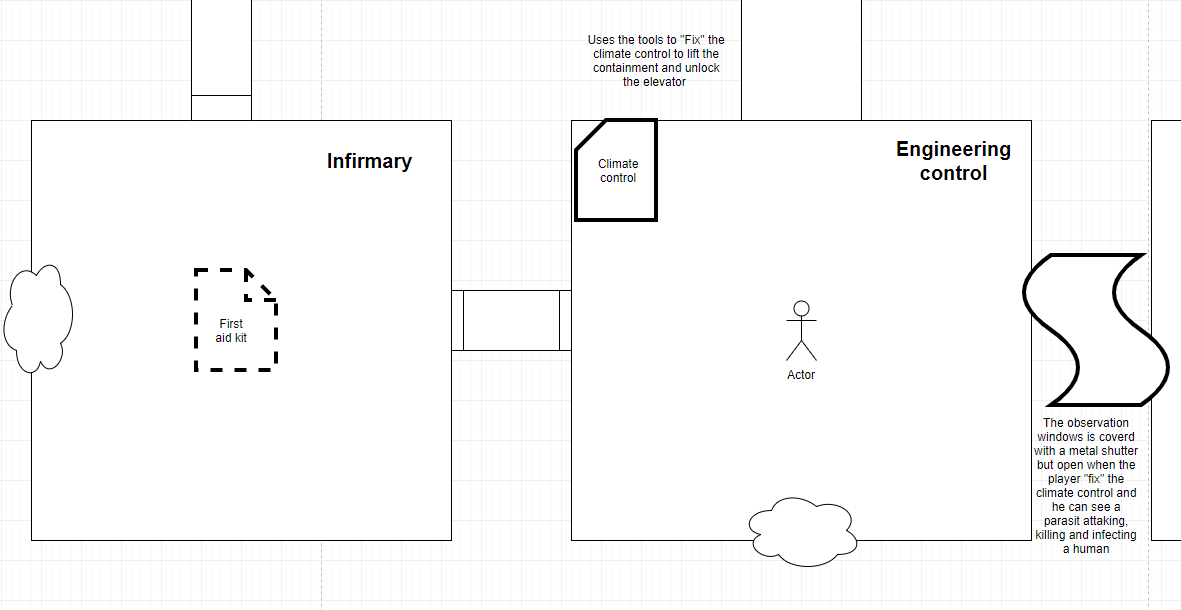 Uses the tools to "Fix" the
climate control to lift the
containment and unlock
the elevator
Infirmary
Climate
control
Engineering
control
First
aid kit
Actor
The observation
windows is coverd
with a metal shutter
but open when the
player "fix" the
climate control and
he can see a
parasit attaking,
killing and infecting
a human